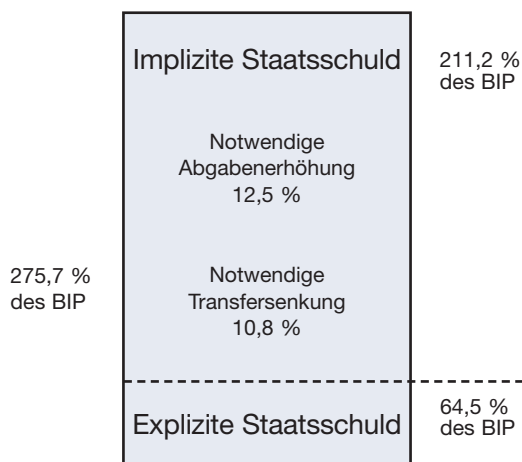 Implizite Staatsschuld
211,2 %
des BIP
Notwendige
Abgabenerhöhung
12,5 %
275,7 %
des BIP
Notwendige
Transfersenkung
10,8 %
Explizite Staatsschuld
64,5 %
des BIP